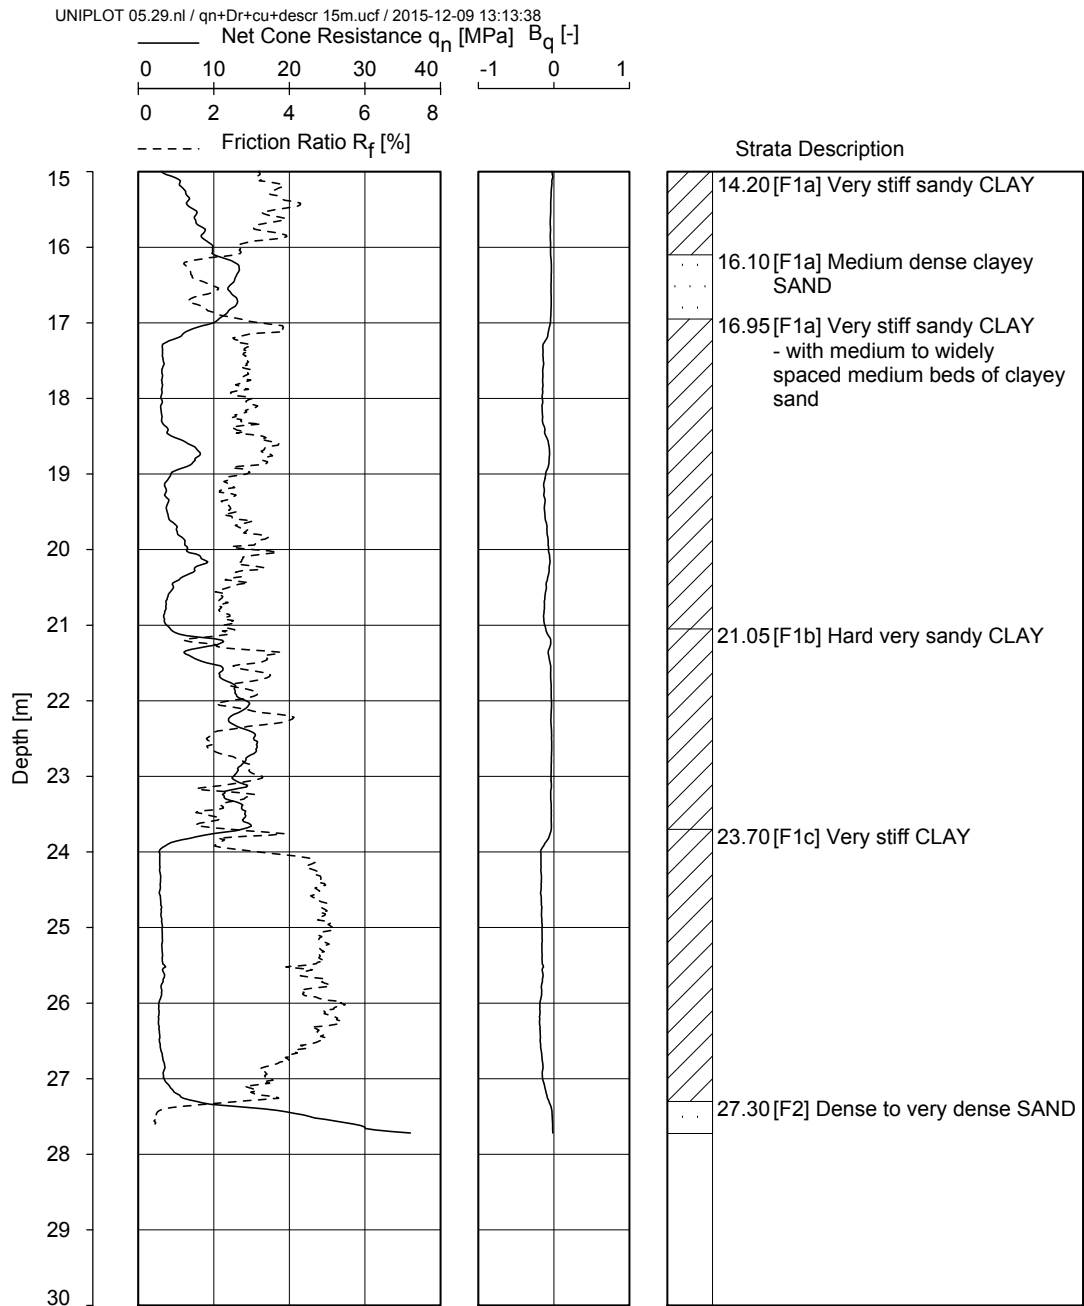 UNIPLOT 05.29.nl / qn+Dr+cu+descr 15m.ucf / 2015-12-09 13:13:38
Net Cone Resistance qn [MPa] Bq [-]
0 10 20 30 40 -1 0 1
0 2 4 6 8
Friction Ratio Rf [%]
Strata Description
15
14.20 [F1a] Very stiff sandy CLAY
16
16.10 [F1a] Medium dense clayey
SAND
17
16.95 [F1a] Very stiff sandy CLAY
- with medium to widely
spaced medium beds of clayey
sand
18
19
20
21
21.05 [F1b] Hard very sandy CLAY
22
Depth [m]
23
23.70 [F1c] Very stiff CLAY
24
25
26
27
27.30 [F2] Dense to very dense SAND
28
29
30